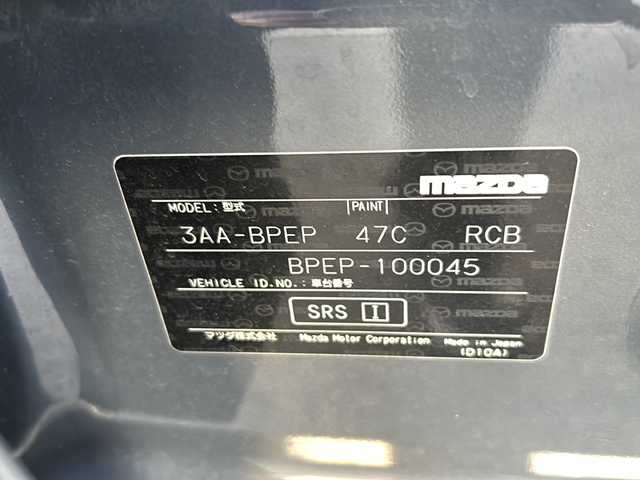 mazda
MODEL:型式 PAINT
3AA-BPEP 47C RCB
BPEP-100045
VEHICLE ID.NO.:車台番号
SRS I
マツダ株式会社 Mazda Motor Corporation Made in Japan
(D10A)